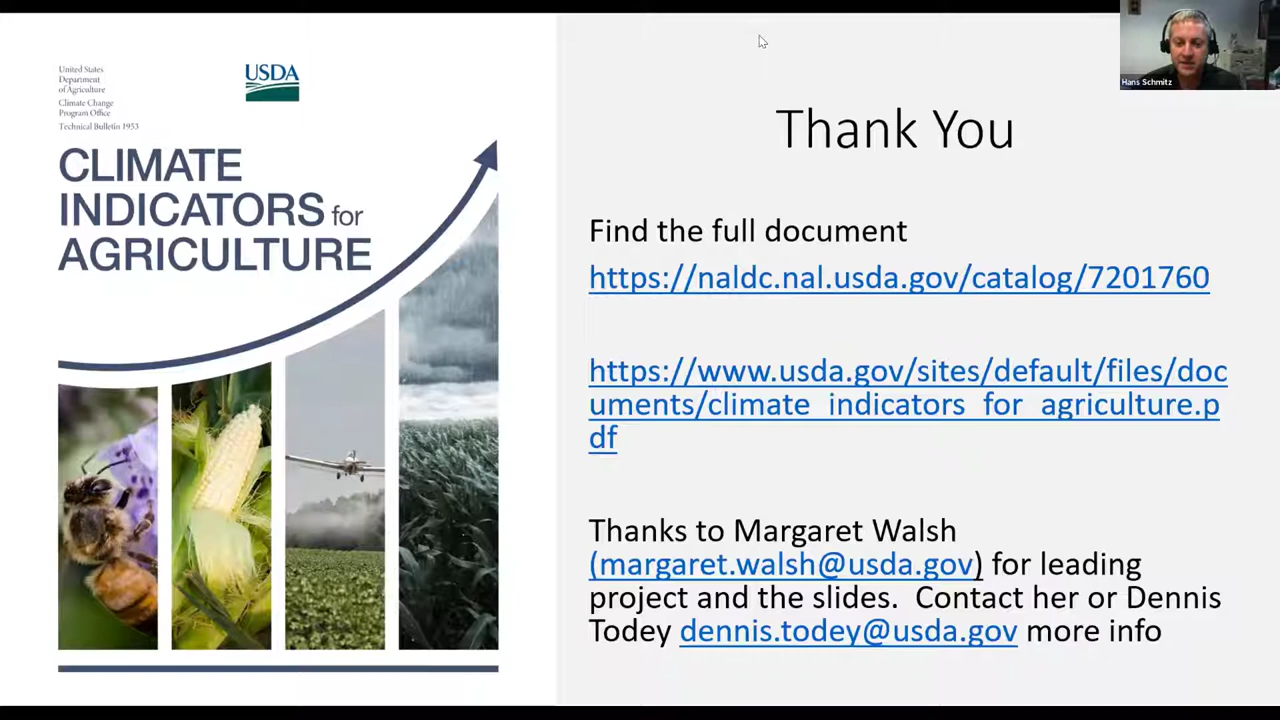 United States
Department
of Agriculture
Climate Change
Program Office
Technical Bulletin 1953
USDA
CLIMATE
INDICATORS for
AGRICULTURE
Hans Schmitz
Thank You
Find the full document
https://naldc.nal.usda.gov/catalog/7201760
https://www.usda.gov/sites/default/files/doc
uments/climate_indicators_for_agriculture.p
df
Thanks to Margaret Walsh
(margaret.walsh@usda.gov) for leading
project and the slides. Contact her or Dennis
Todey dennis.todey@usda.gov more info